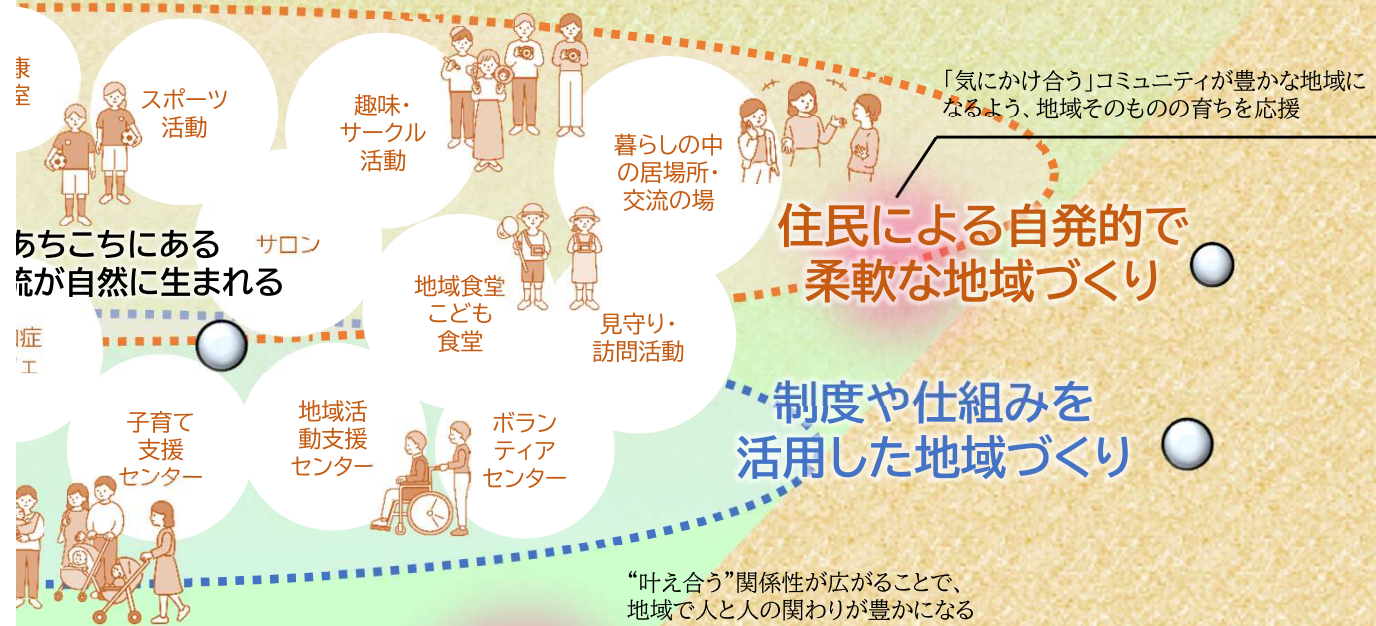 康
室
スポーツ
活動
趣味・
サークル
活動
暮らしの中
の居場所・
交流の場
「気にかけ合う」コミュニティが豊かな地域に
なるよう、地域そのものの育ちを応援
住民による自発的で
柔軟な地域づくり
あちこちにある
流が自然に生まれる
サロン
地域食堂
こども
食堂
見守り・
訪問活動
知症
ェ
制度や仕組みを
活用した地域づくり
子育て
支援
センター
地域活
動支援
センター
ボラン
ティア
センター
“叶え合う”関係性が広がることで、
地域で人と人の関わりが豊かになる